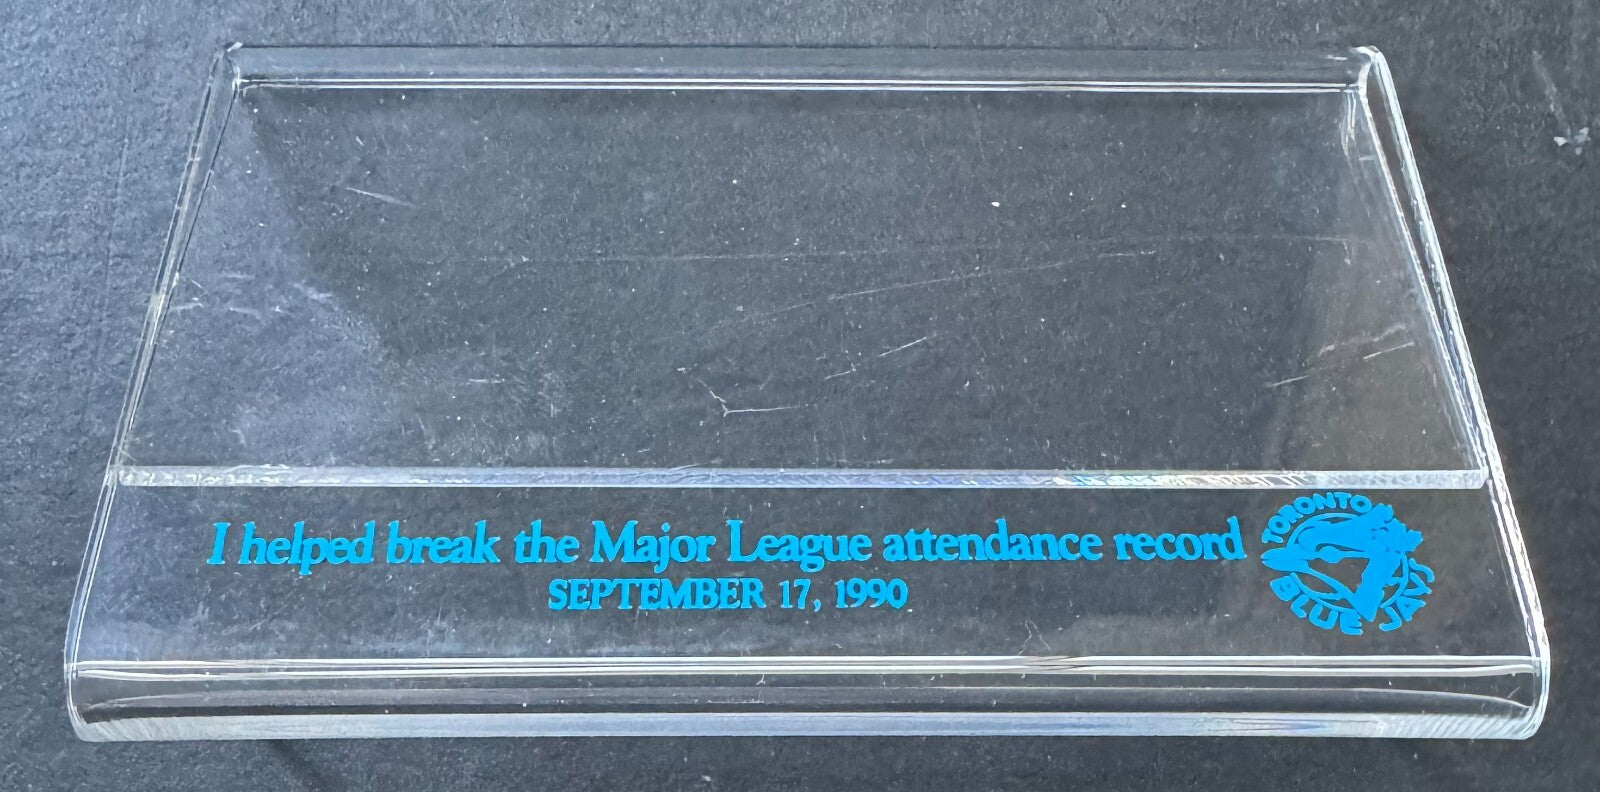 I helped break the Major League attendance record
SEPTEMBER 17, 1990
TORONTO
BLUE JAYS